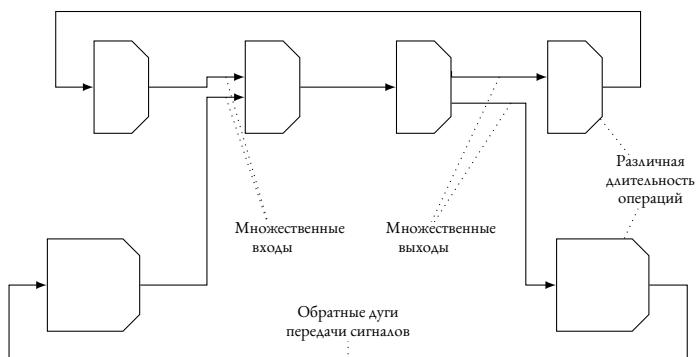 Различная
длительность
операций
Множественные
входы
Множественные
выходы
Обратные дуги
передачи сигналов